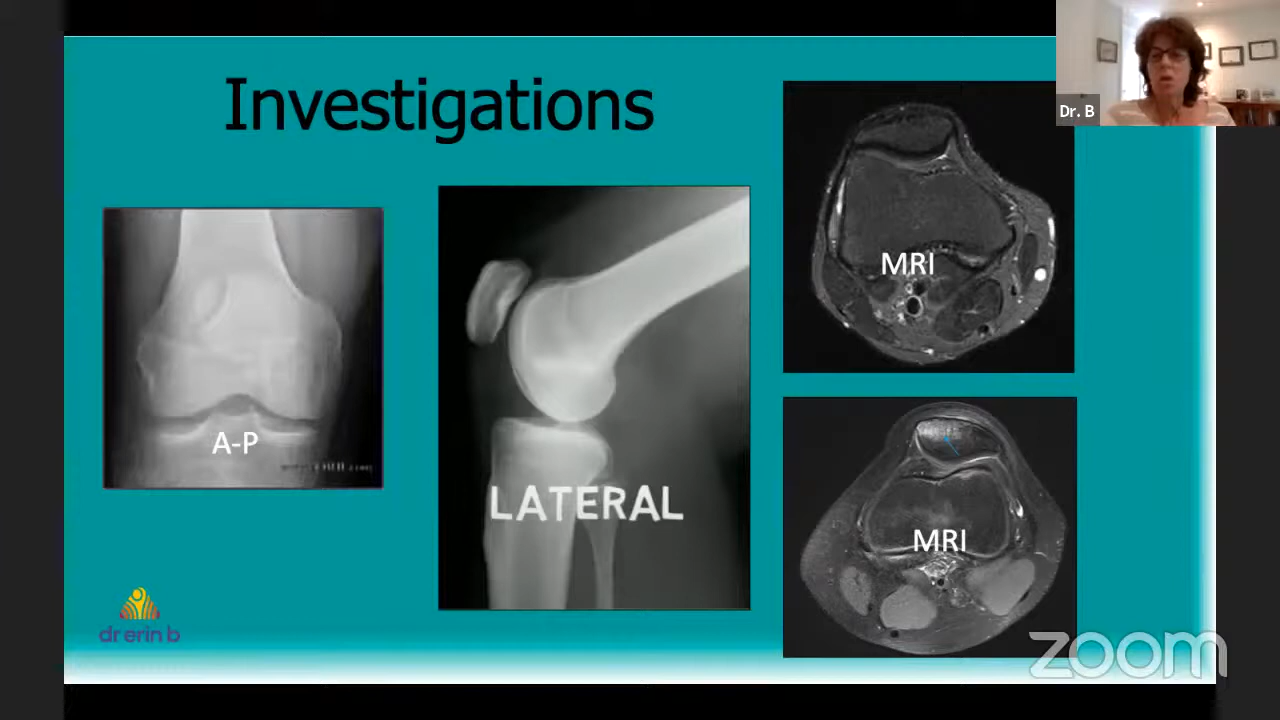 Investigations
Dr. B
MRI
A-P
LATERAL
MRI
dr erin b
zoom